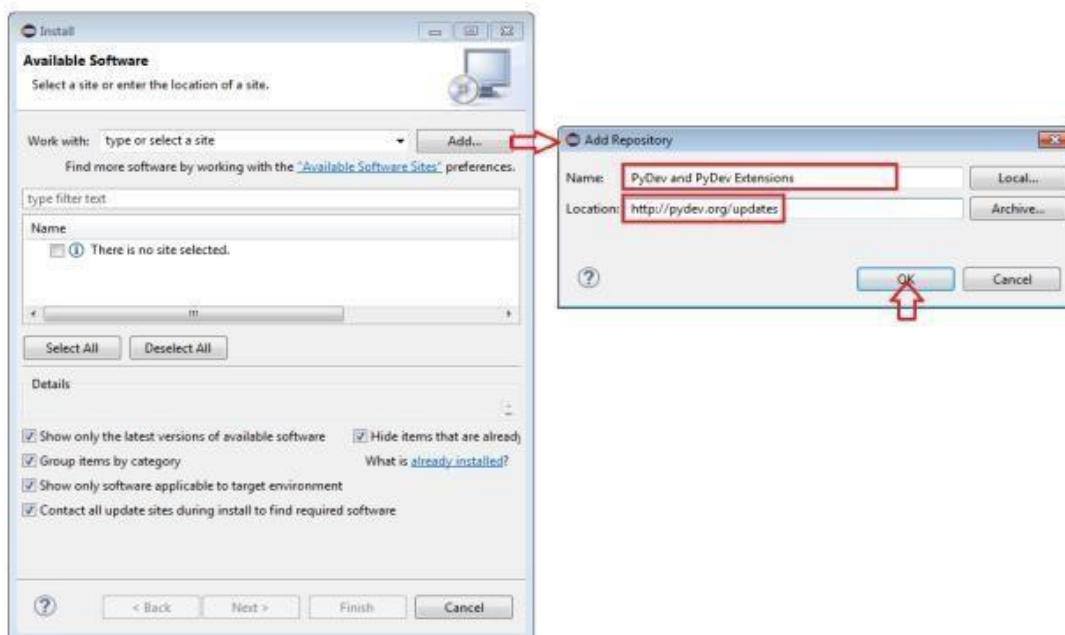 Install
Available Software
Select a site or enter the location of a site.
Work with: type or select a site Add...
Find more software by working with the "Available Software Sites" preferences.
type filter text
Name
There is no site selected.
Select All Deselect All
Details
Show only the latest versions of available software Hide items that are already
Group items by category What is already installed?
Show only software applicable to target environment
Contact all update sites during install to find required software
< Back Next > Finish Cancel
Add Repository
Name: PyDev and PyDev Extensions Local...
Location: http://pydev.org/updates Archive...
OK Cancel